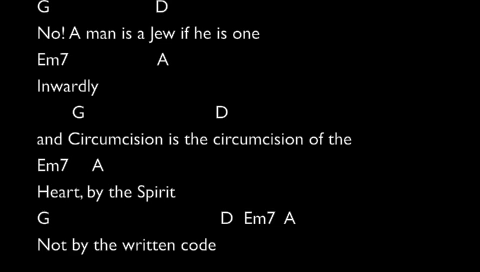 G D
No! A man is a Jew if he is one
Em7 A
Inwardly
G D
and Circumcision is the circumcision of the
Em7 A
Heart, by the Spirit
G D Em7 A
Not by the written code